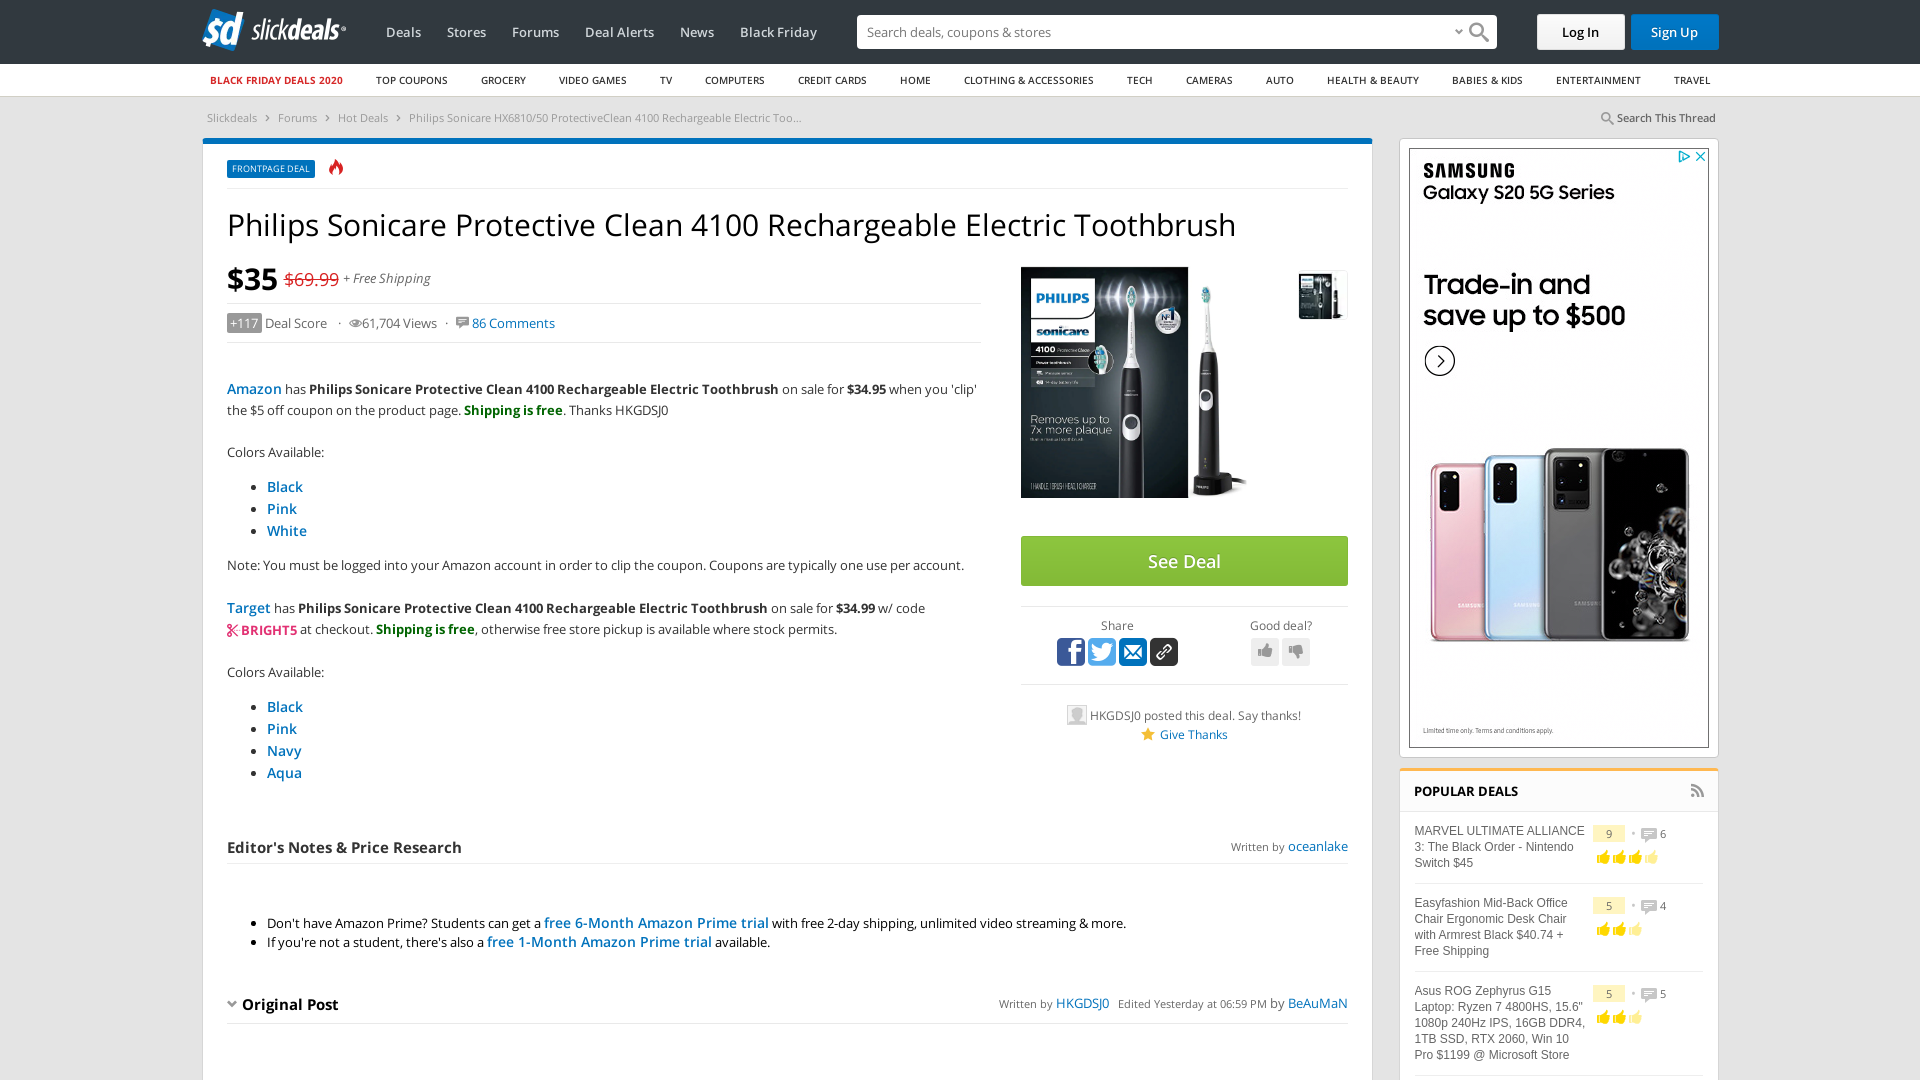 sd slickdeals
Deals Stores Forums Deal Alerts News Black Friday
Search deals, coupons & stores
Log In Sign Up
BLACK FRIDAY DEALS 2020 TOP COUPONS GROCERY VIDEO GAMES TV COMPUTERS CREDIT CARDS HOME CLOTHING & ACCESSORIES TECH CAMERAS AUTO HEALTH & BEAUTY BABIES & KIDS ENTERTAINMENT TRAVEL
Slickdeals > Forums > Hot Deals > Philips Sonicare HX6810/50 ProtectiveClean 4100 Rechargeable Electric Too...
Search This Thread
FRONTPAGE DEAL
Philips Sonicare Protective Clean 4100 Rechargeable Electric Toothbrush
$35 $69.99 + Free Shipping
+117 Deal Score · 61,704 Views · 86 Comments
Amazon has Philips Sonicare Protective Clean 4100 Rechargeable Electric Toothbrush on sale for $34.95 when you 'clip'
the $5 off coupon on the product page. Shipping is free. Thanks HKGDSJ0
Colors Available:
Black
Pink
White
Note: You must be logged into your Amazon account in order to clip the coupon. Coupons are typically one use per account.
Target has Philips Sonicare Protective Clean 4100 Rechargeable Electric Toothbrush on sale for $34.99 w/ code
BRIGHT5 at checkout. Shipping is free, otherwise free store pickup is available where stock permits.
Colors Available:
Black
Pink
Navy
Aqua
PHILIPS
sonicare
4100 ProtectiveClean
Power toothbrush
Removes up to
7x more plaque
1 HANDLE, 1 BRUSH HEAD, 1 CHARGER
See Deal
Share
Good deal?
HKGDSJ0 posted this deal. Say thanks!
Give Thanks
Editor's Notes & Price Research
Written by oceanlake
Don't have Amazon Prime? Students can get a free 6-Month Amazon Prime trial with free 2-day shipping, unlimited video streaming & more.
If you're not a student, there's also a free 1-Month Amazon Prime trial available.
Original Post
Written by HKGDSJ0 Edited Yesterday at 06:59 PM by BeAuMaN
SAMSUNG
Galaxy S20 5G Series
Trade-in and
save up to $500
SAMSUNG
SAMSUNG
SAMSUNG
Limited time only. Terms and conditions apply.
POPULAR DEALS
MARVEL ULTIMATE ALLIANCE
3: The Black Order - Nintendo
Switch $45
9 • 6
Easyfashion Mid-Back Office
Chair Ergonomic Desk Chair
with Armrest Black $40.74 +
Free Shipping
5 • 4
Asus ROG Zephyrus G15
Laptop: Ryzen 7 4800HS, 15.6"
1080p 240Hz IPS, 16GB DDR4,
1TB SSD, RTX 2060, Win 10
Pro $1199 @ Microsoft Store
5 • 5